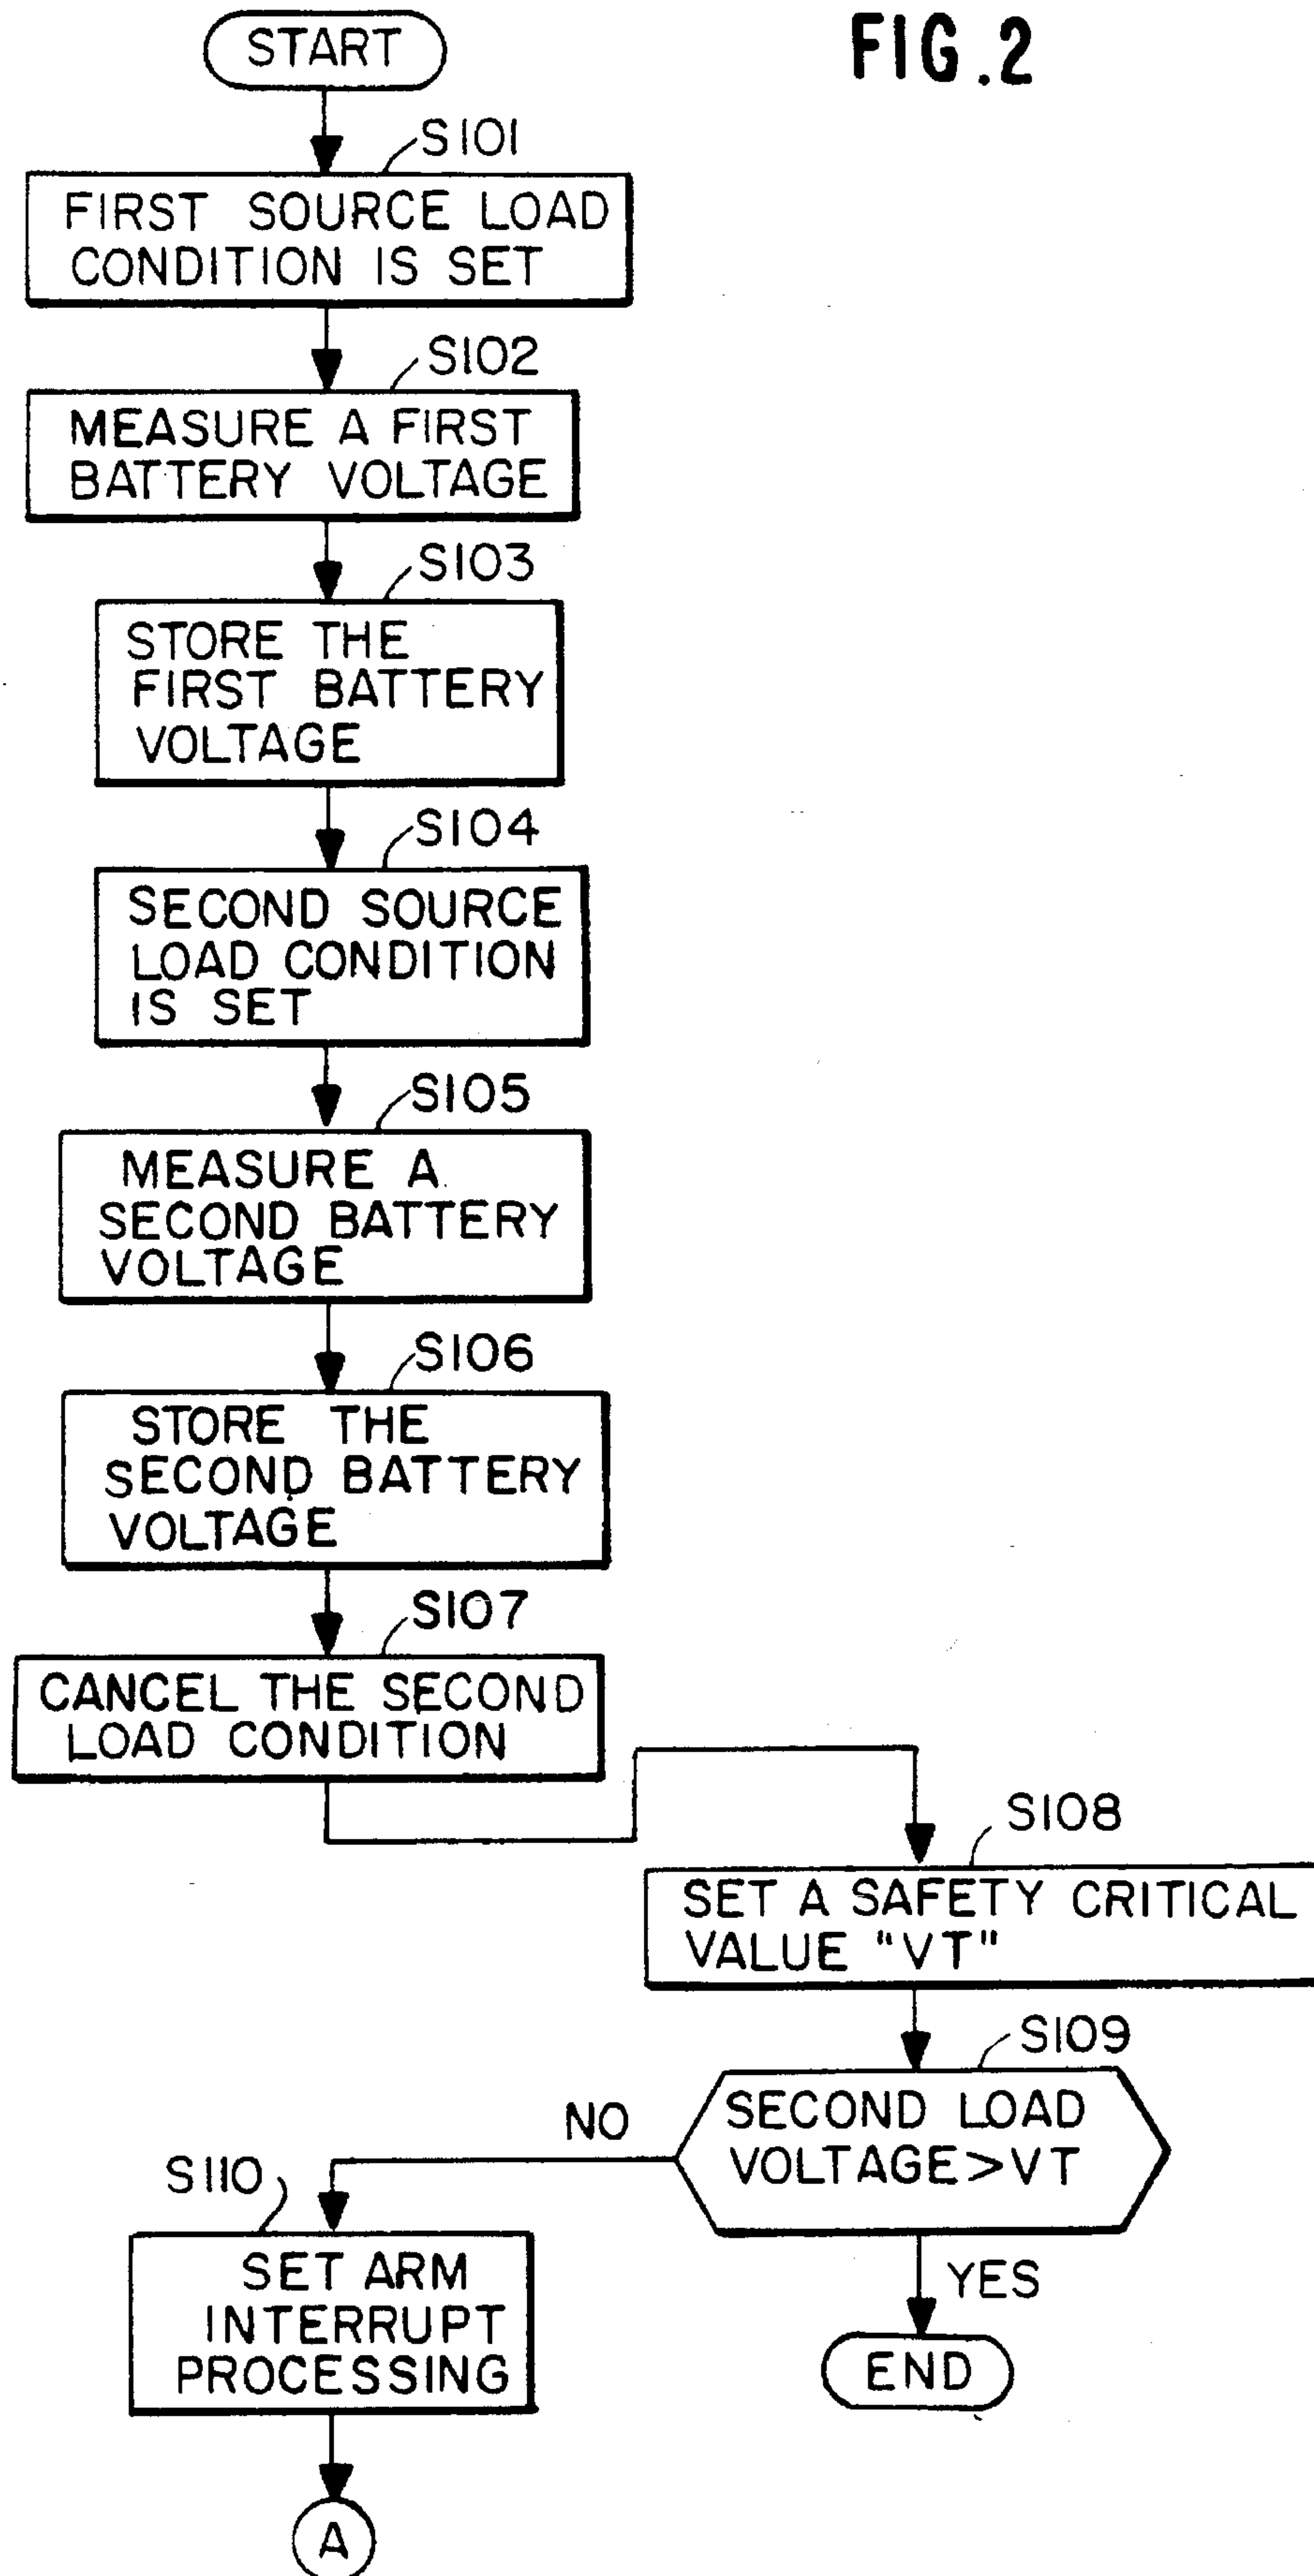 FIG.2
START
S101
FIRST SOURCE LOAD
CONDITION IS SET
S102
MEASURE A FIRST
BATTERY VOLTAGE
S103
STORE THE
FIRST BATTERY
VOLTAGE
S104
SECOND SOURCE
LOAD CONDITION
IS SET
S105
MEASURE A
SECOND BATTERY
VOLTAGE
S106
STORE THE
SECOND BATTERY
VOLTAGE
S107
CANCEL THE SECOND
LOAD CONDITION
S108
SET A SAFETY CRITICAL
VALUE "VT"
S109
SECOND LOAD
VOLTAGE>VT
NO
YES
S110
SET ARM
INTERRUPT
PROCESSING
END
A